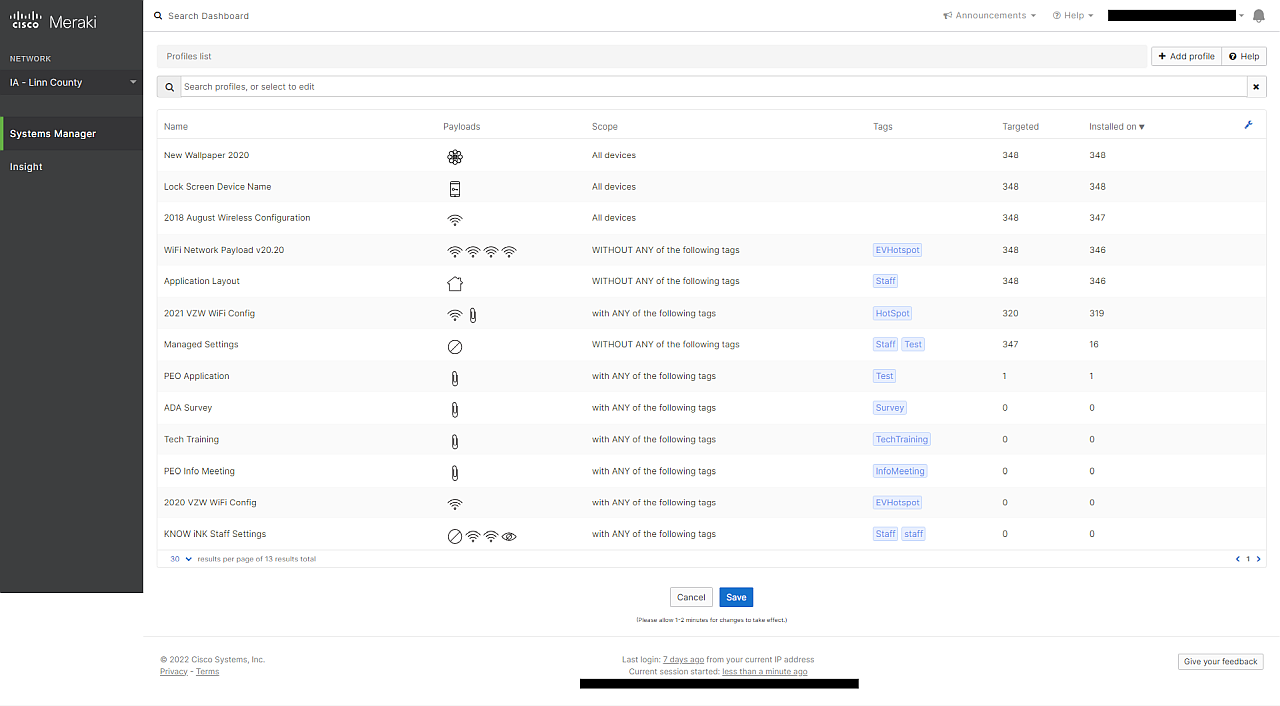 CISCO Meraki
Search Dashboard
Announcements Help
NETWORK
IA - Linn County
Systems Manager
Insight
Profiles list
Add profile Help
Search profiles, or select to edit
Name Payloads Scope Tags Targeted Installed on ▼
New Wallpaper 2020 All devices 348 348
Lock Screen Device Name All devices 348 348
2018 August Wireless Configuration All devices 348 347
WiFi Network Payload v20.20 WITHOUT ANY of the following tags EVHotspot 348 346
Application Layout WITHOUT ANY of the following tags Staff 348 346
2021 VZW WiFi Config with ANY of the following tags HotSpot 320 319
Managed Settings WITHOUT ANY of the following tags Staff Test 347 16
PEO Application with ANY of the following tags Test 1 1
ADA Survey with ANY of the following tags Survey 0 0
Tech Training with ANY of the following tags TechTraining 0 0
PEO Info Meeting with ANY of the following tags InfoMeeting 0 0
2020 VZW WiFi Config with ANY of the following tags EVHotspot 0 0
KNOW iNK Staff Settings with ANY of the following tags Staff staff 0 0
30 results per page of 13 results total < 1 >
Cancel Save
(Please allow 1-2 minutes for changes to take effect.)
© 2022 Cisco Systems, Inc.
Privacy - Terms
Last login: 7 days ago from your current IP address
Current session started: less than a minute ago
Give your feedback